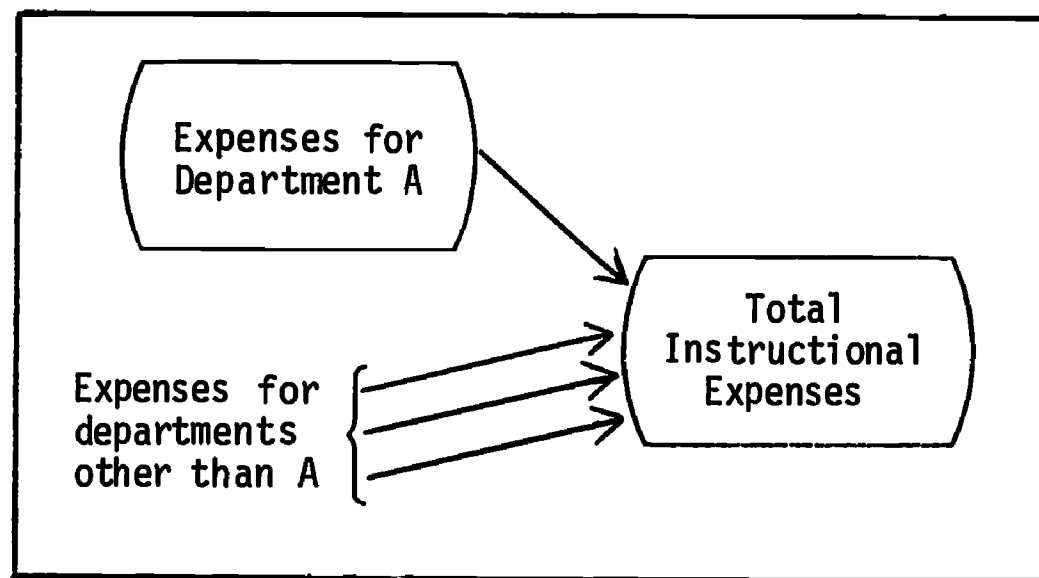 Expenses for
Department A
Total
Instructional
Expenses
Expenses for
departments
other than A